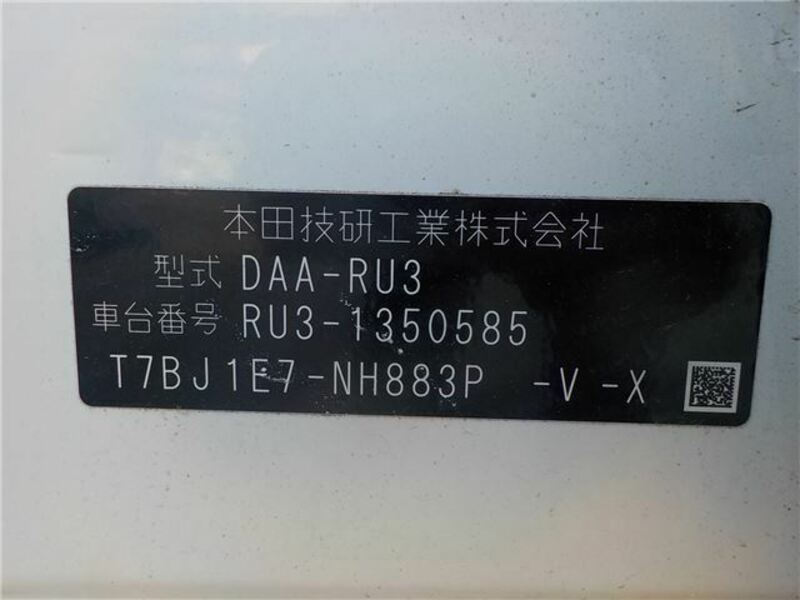 本田技研工業株式会社
型式 DAA-RU3
車台番号 RU3-1350585
T7BJ1E7-NH883P -V -X